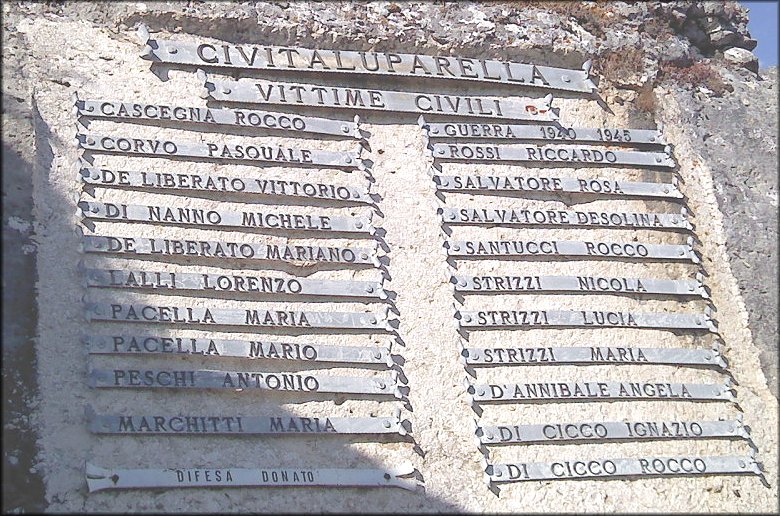 CIVITALUPARELLA
VITTIME CIVILI
CASCEGNA ROCCO
CORVO PASQUALE
DE LIBERATO VITTORIO
DI NANNO MICHELE
DE LIBERATO MARIANO
LALLI LORENZO
PACELLA MARIA
PACELLA MARIO
PESCHI ANTONIO
MARCHITTI MARIA
DIFESA DONATO
GUERRA 1940 1945
ROSSI RICCARDO
SALVATORE ROSA
SALVATORE DESOLINA
SANTUCCI ROCCO
STRIZZI NICOLA
STRIZZI LUCIA
STRIZZI MARIA
D'ANNIBALE ANGELA
DI CICCO IGNAZIO
DI CICCO ROCCO